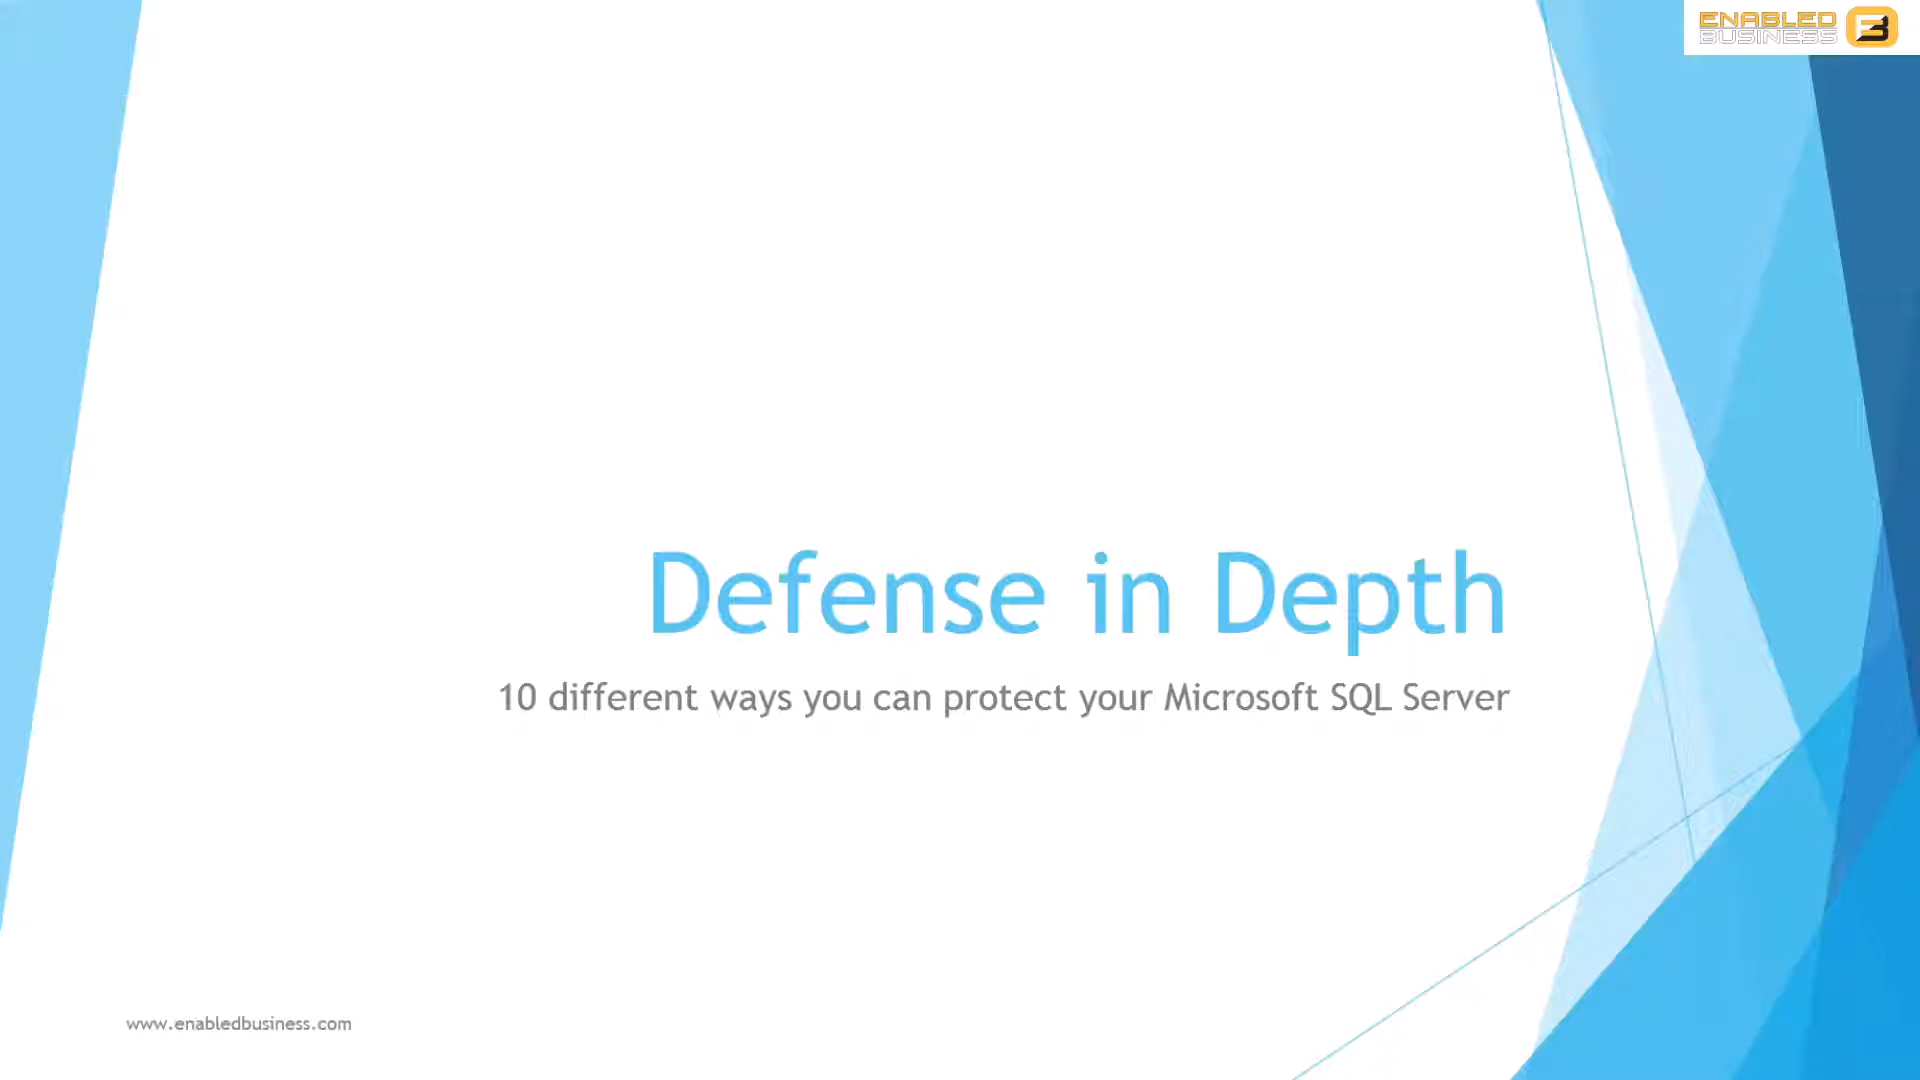 ENABLED
BUSINESS
Defense in Depth
10 different ways you can protect your Microsoft SQL Server
www.enabledbusiness.com